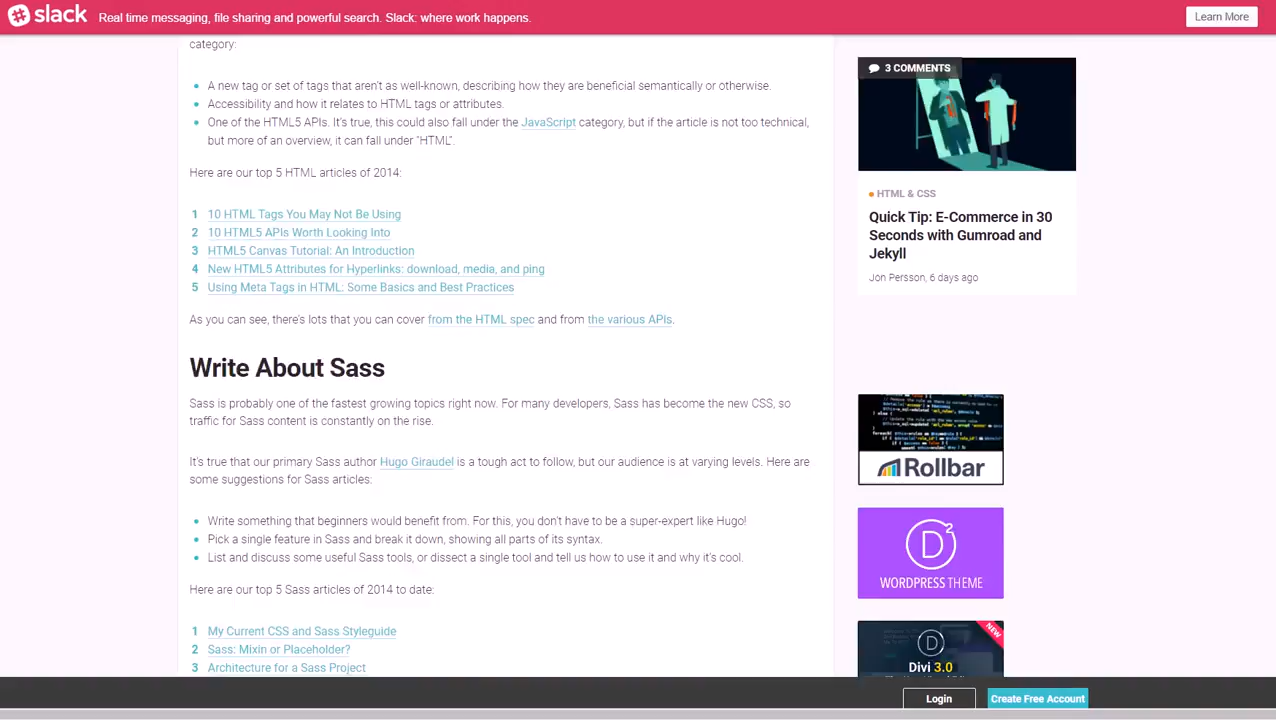 slack Real time messaging, file sharing and powerful search. Slack: where work happens.
Learn More
category:
A new tag or set of tags that aren't as well-known, describing how they are beneficial semantically or otherwise.
Accessibility and how it relates to HTML tags or attributes.
One of the HTML5 APIs. It's true, this could also fall under the JavaScript category, but if the article is not too technical,
but more of an overview, it can fall under "HTML".
Here are our top 5 HTML articles of 2014:
1 10 HTML Tags You May Not Be Using
2 10 HTML5 APIs Worth Looking Into
3 HTML5 Canvas Tutorial: An Introduction
4 New HTML5 Attributes for Hyperlinks: download, media, and ping
5 Using Meta Tags in HTML: Some Basics and Best Practices
As you can see, there's lots that you can cover from the HTML spec and from the various APIs.
Write About Sass
Sass is probably one of the fastest growing topics right now. For many developers, Sass has become the new CSS, so
traffic for Sass content is constantly on the rise.
It's true that our primary Sass author Hugo Giraudel is a tough act to follow, but our audience is at varying levels. Here are
some suggestions for Sass articles:
Write something that beginners would benefit from. For this, you don't have to be a super-expert like Hugo!
Pick a single feature in Sass and break it down, showing all parts of its syntax.
List and discuss some useful Sass tools, or dissect a single tool and tell us how to use it and why it's cool.
Here are our top 5 Sass articles of 2014 to date:
1 My Current CSS and Sass Styleguide
2 Sass: Mixin or Placeholder?
3 Architecture for a Sass Project
3 COMMENTS
HTML & CSS
Quick Tip: E-Commerce in 30
Seconds with Gumroad and
Jekyll
Jon Persson, 6 days ago
Rollbar
D 2
WORDPRESS THEME
NEW
D
Divi 3.0
Login
Create Free Account